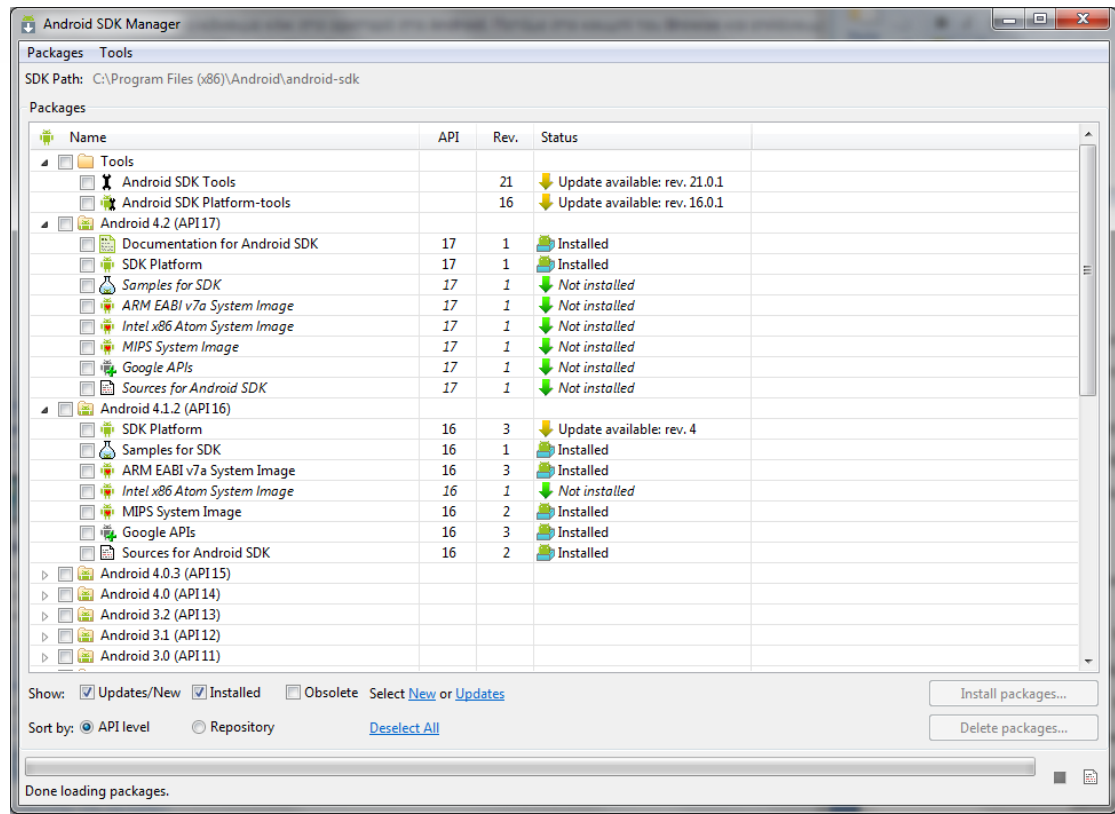 Android SDK Manager
Packages Tools
SDK Path: C:\Program Files (x86)\Android\android-sdk
Packages
Name API Rev. Status
Tools
Android SDK Tools 21 Update available: rev. 21.0.1
Android SDK Platform-tools 16 Update available: rev. 16.0.1
Android 4.2 (API 17)
Documentation for Android SDK 17 1 Installed
SDK Platform 17 1 Installed
Samples for SDK 17 1 Not installed
ARM EABI v7a System Image 17 1 Not installed
Intel x86 Atom System Image 17 1 Not installed
MIPS System Image 17 1 Not installed
Google APIs 17 1 Not installed
Sources for Android SDK 17 1 Not installed
Android 4.1.2 (API 16)
SDK Platform 16 3 Update available: rev. 4
Samples for SDK 16 1 Installed
ARM EABI v7a System Image 16 3 Installed
Intel x86 Atom System Image 16 1 Not installed
MIPS System Image 16 2 Installed
Google APIs 16 3 Installed
Sources for Android SDK 16 2 Installed
Android 4.0.3 (API 15)
Android 4.0 (API 14)
Android 3.2 (API 13)
Android 3.1 (API 12)
Android 3.0 (API 11)
Show: Updates/New Installed Obsolete Select New or Updates Install packages...
Sort by: API level Repository Deselect All Delete packages...
Done loading packages.